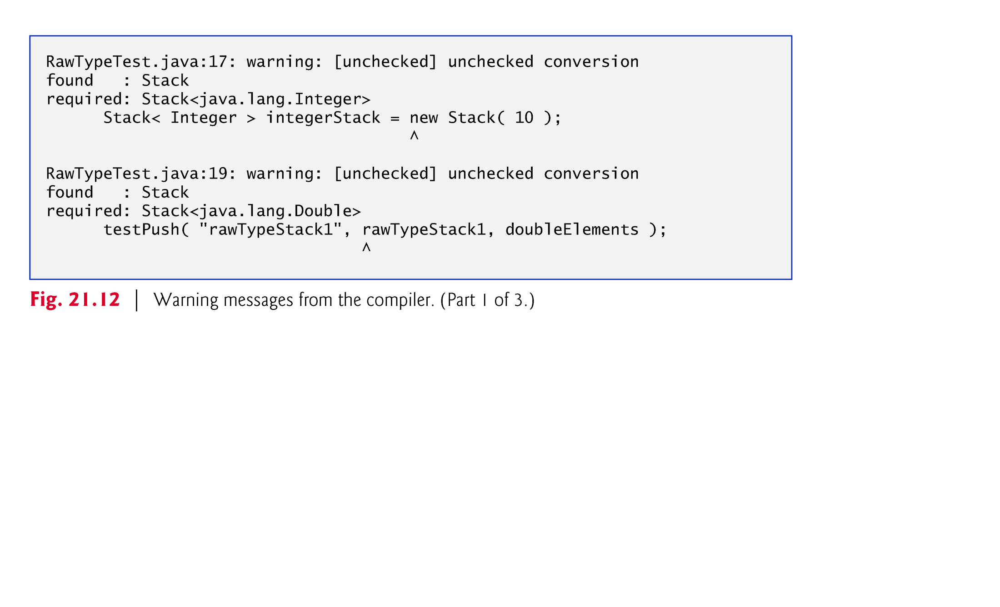 RawTypeTest.java:17: warning: [unchecked] unchecked conversion
found   : Stack
required: Stack<java.lang.Integer>
      Stack< Integer > integerStack = new Stack( 10 );
                                      ^
RawTypeTest.java:19: warning: [unchecked] unchecked conversion
found   : Stack
required: Stack<java.lang.Double>
      testPush( "rawTypeStack1", rawTypeStack1, doubleElements );
                                 ^
Fig. 21.12 | Warning messages from the compiler. (Part 1 of 3.)